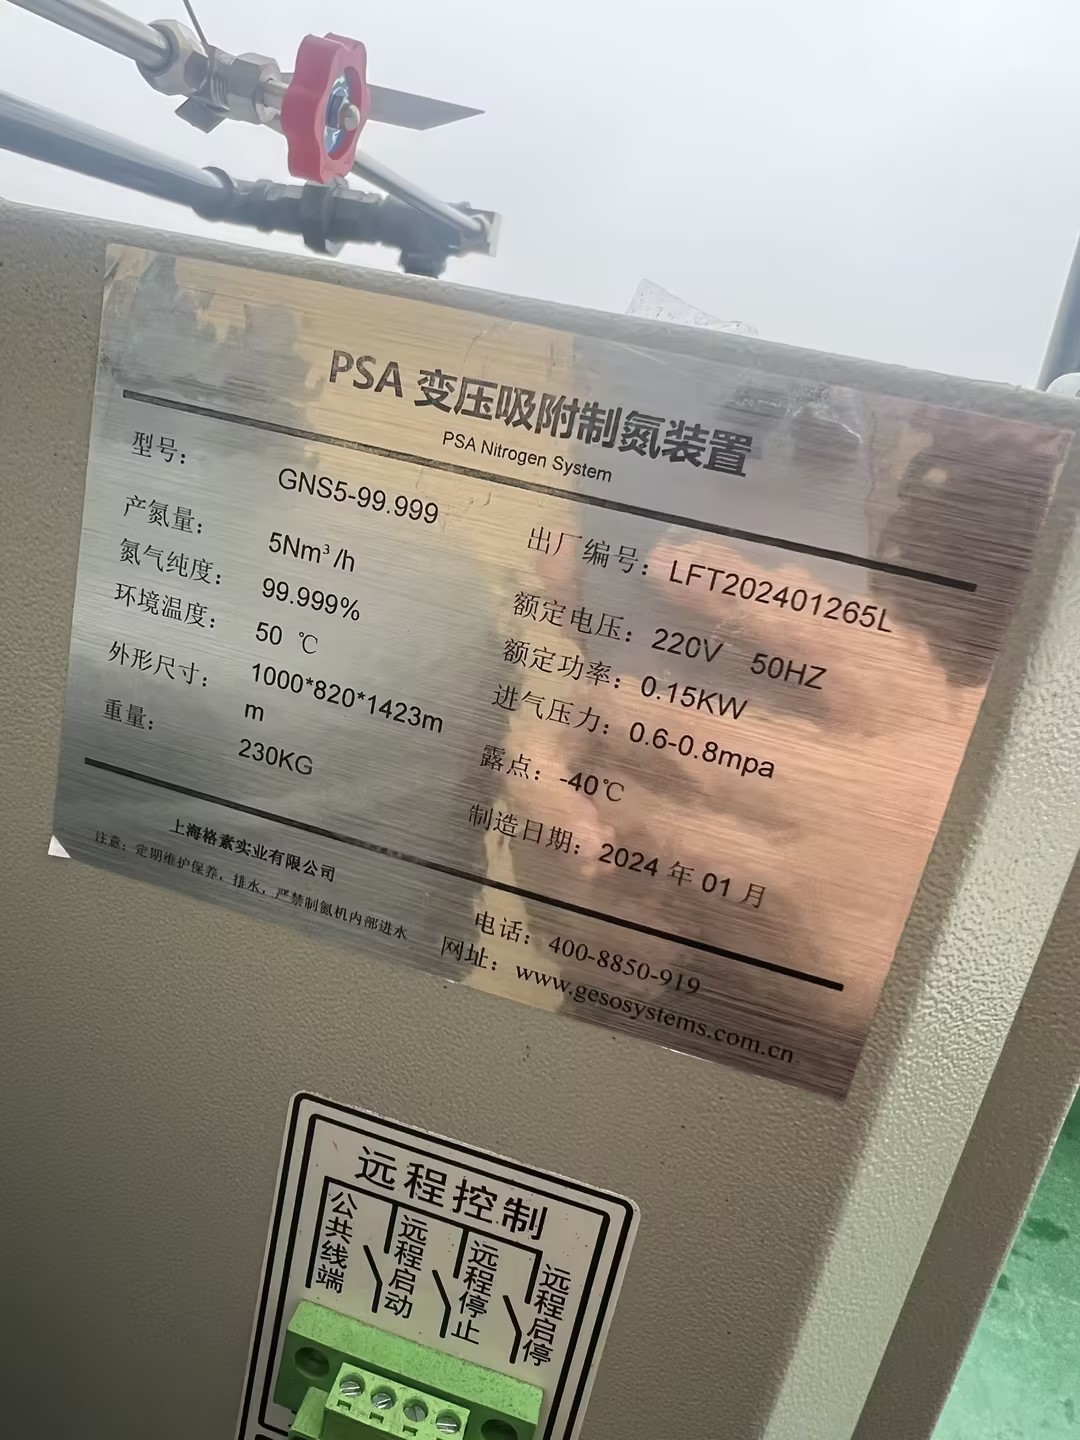 PSA 变压吸附制氮装置
PSA Nitrogen System
型号： GNS5-99.999
出厂编号：LFT202401265L
产氮量： 5Nm³/h
额定电压：220V 50HZ
氮气纯度： 99.999%
额定功率：0.15KW
环境温度： 50 ℃
进气压力：0.6-0.8mpa
外形尺寸： 1000*820*1423m
m
露点：-40℃
重量： 230KG
制造日期：2024 年 01 月
上海格素实业有限公司
电话：400-8850-919
注意：定期维护保养，排水，严禁制氮机内部进水
网址：www.gesosystems.com.cn
远程控制
公共线端
远程启动
远程停止
远程启停